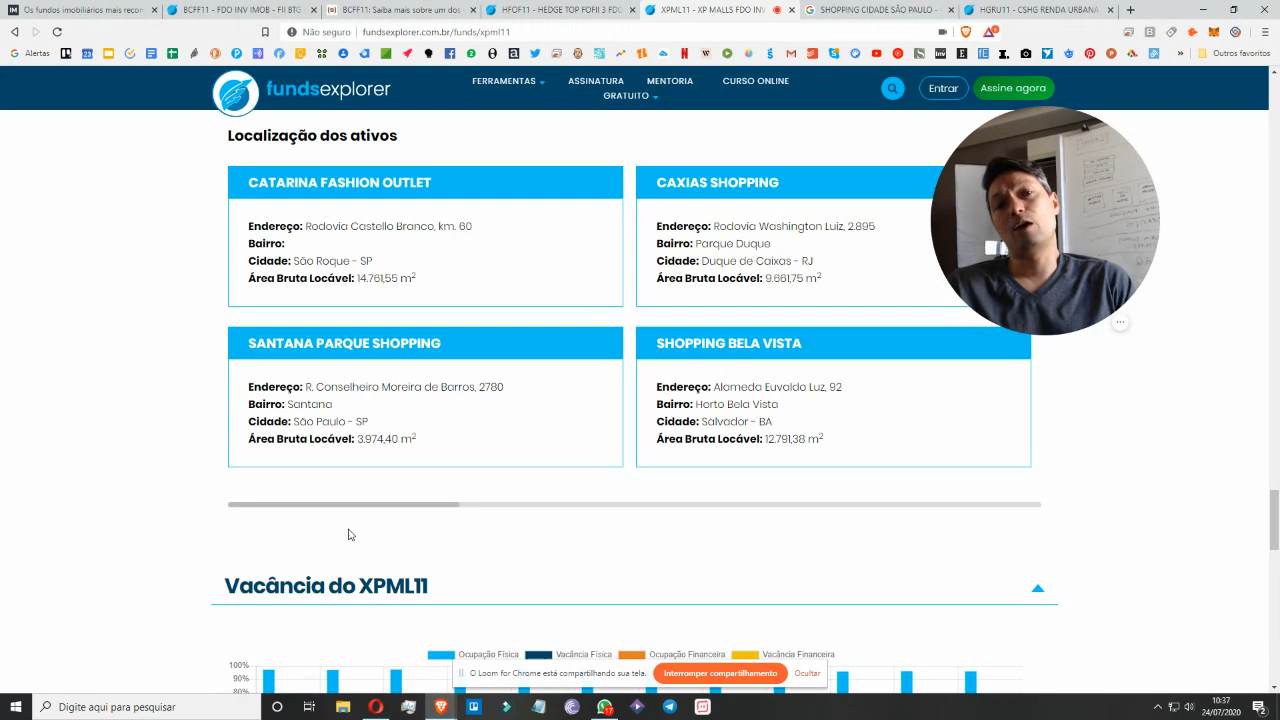 Os fundos imobiliários mais recom
BCFF11 - FDO INV IMOB - FII BTG
BCFF11: Saiba mais sobre um dos
HFOF11 - HEDGE TOP FOFII 3 FDO
XPML11 - XP MALLS FDO INV
SHOPPING CIDADE SÃO PAULO -
HGRU11 - CSHG RENDA URBANA
Não seguro
fundsexplorer.com.br/funds/xpml11
Alertas
Outros favoritos
fundsexplorer
FERRAMENTAS
ASSINATURA
MENTORIA
CURSO ONLINE
GRATUITO
Entrar
Assine agora
Localização dos ativos
CATARINA FASHION OUTLET
Endereço: Rodovia Castello Branco, km. 60
Bairro:
Cidade: São Roque - SP
Área Bruta Locável: 14.761,55 m2
CAXIAS SHOPPING
Endereço: Rodovia Washington Luiz, 2.895
Bairro: Parque Duque
Cidade: Duque de Caixas - RJ
Área Bruta Locável: 9.661,75 m2
SANTANA PARQUE SHOPPING
Endereço: R. Conselheiro Moreira de Barros, 2780
Bairro: Santana
Cidade: São Paulo - SP
Área Bruta Locável: 3.974,40 m2
SHOPPING BELA VISTA
Endereço: Alameda Euvaldo Luz, 92
Bairro: Horto Bela Vista
Cidade: Salvador - BA
Área Bruta Locável: 12.791,38 m2
Vacância do XPML11
Ocupação Física
Vacância Física
Ocupação Financeira
Vacância Financeira
100%
80%
O Loom for Chrome está compartilhando sua tela.
Interromper compartilhamento
Ocultar
Digite aqui para pesquisar
17
10:37
24/07/2020
2